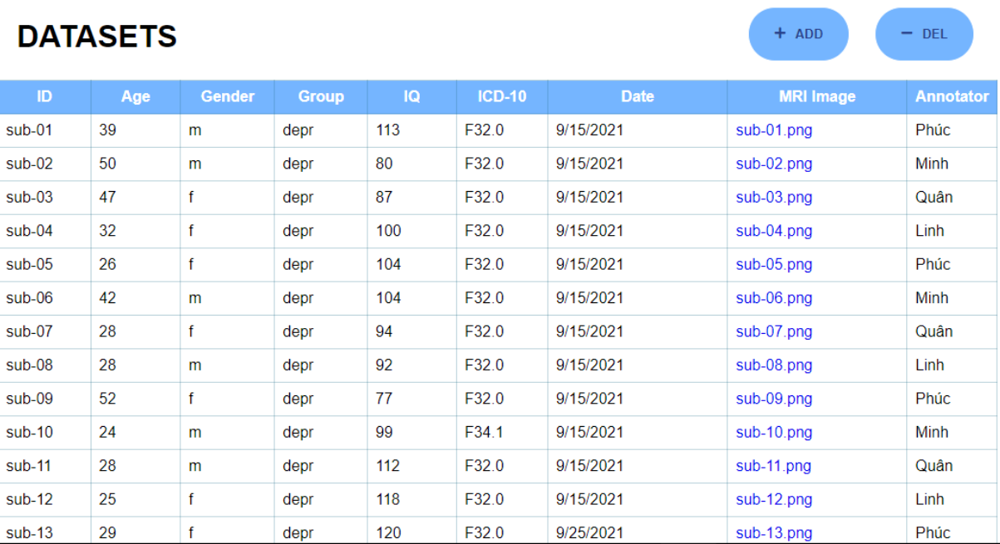 DATASETS + ADD − DEL
ID Age Gender Group IQ ICD-10 Date MRI Image Annotator
sub-01 39 m depr 113 F32.0 9/15/2021 sub-01.png Phúc
sub-02 50 m depr 80 F32.0 9/15/2021 sub-02.png Minh
sub-03 47 f depr 87 F32.0 9/15/2021 sub-03.png Quân
sub-04 32 f depr 100 F32.0 9/15/2021 sub-04.png Linh
sub-05 26 f depr 104 F32.0 9/15/2021 sub-05.png Phúc
sub-06 42 m depr 104 F32.0 9/15/2021 sub-06.png Minh
sub-07 28 f depr 94 F32.0 9/15/2021 sub-07.png Quân
sub-08 28 m depr 92 F32.0 9/15/2021 sub-08.png Linh
sub-09 52 f depr 77 F32.0 9/15/2021 sub-09.png Phúc
sub-10 24 m depr 99 F34.1 9/15/2021 sub-10.png Minh
sub-11 28 m depr 112 F32.0 9/15/2021 sub-11.png Quân
sub-12 25 f depr 118 F32.0 9/15/2021 sub-12.png Linh
sub-13 29 f depr 120 F32.0 9/25/2021 sub-13.png Phúc